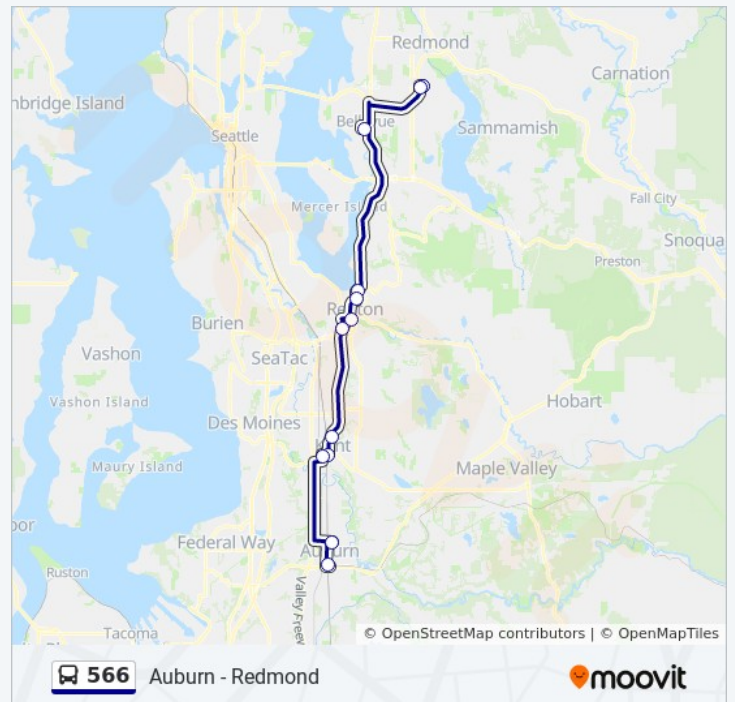 Redmond
Carnation
nbridge Island
Bellevue
Seattle
Sammamish
Mercer Island
Fall City
Snoqua
Preston
Renton
Burien
Vashon
SeaTac
Vashon Island
Hobart
Des Moines
Kent
Maury Island
Maple Valley
Federal Way
Auburn
Ruston
Valley Freew
Tacoma
© OpenStreetMap contributors | © OpenMapTiles
566 Auburn - Redmond
moovit